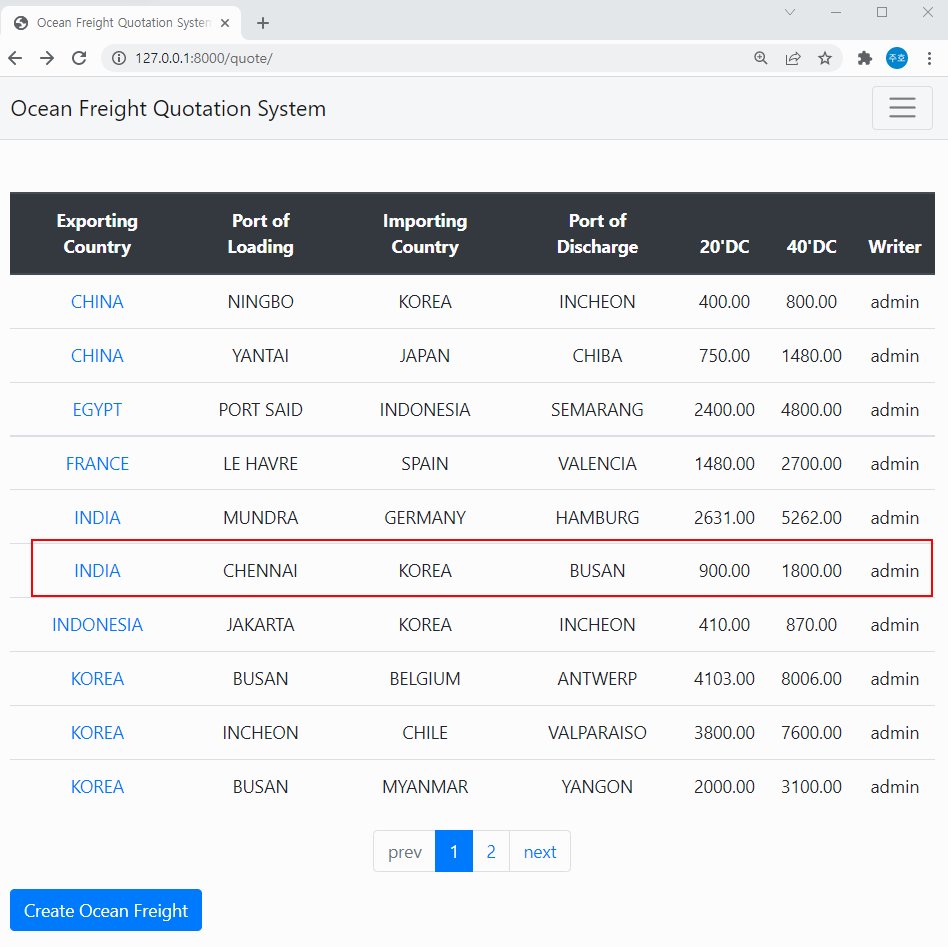 Ocean Freight Quotation System
127.0.0.1:8000/quote/
주호
Ocean Freight Quotation System
Exporting Country Port of Loading Importing Country Port of Discharge 20'DC 40'DC Writer
CHINA NINGBO KOREA INCHEON 400.00 800.00 admin
CHINA YANTAI JAPAN CHIBA 750.00 1480.00 admin
EGYPT PORT SAID INDONESIA SEMARANG 2400.00 4800.00 admin
FRANCE LE HAVRE SPAIN VALENCIA 1480.00 2700.00 admin
INDIA MUNDRA GERMANY HAMBURG 2631.00 5262.00 admin
INDIA CHENNAI KOREA BUSAN 900.00 1800.00 admin
INDONESIA JAKARTA KOREA INCHEON 410.00 870.00 admin
KOREA BUSAN BELGIUM ANTWERP 4103.00 8006.00 admin
KOREA INCHEON CHILE VALPARAISO 3800.00 7600.00 admin
KOREA BUSAN MYANMAR YANGON 2000.00 3100.00 admin
prev 1 2 next
Create Ocean Freight